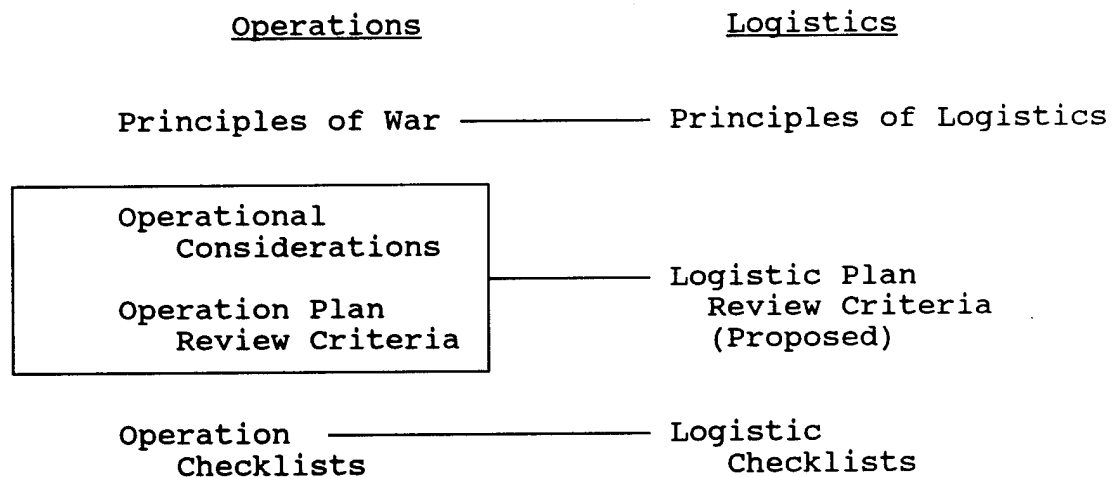 Operations Logistics
Principles of War Principles of Logistics
Operational
Considerations
Operation Plan
Review Criteria
Logistic Plan
Review Criteria
(Proposed)
Operation
Checklists
Logistic
Checklists